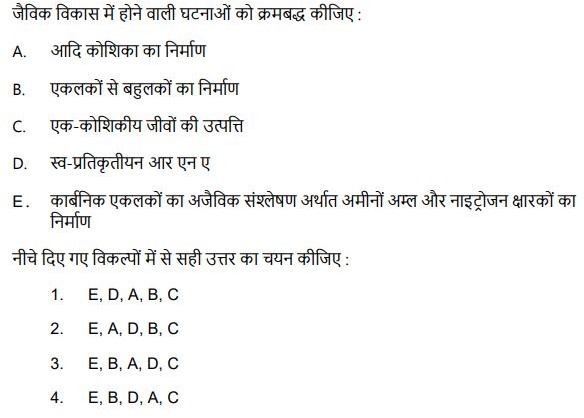 जैविक विकास में होने वाली घटनाओं को क्रमबद्ध कीजिए :
A. आदि कोशिका का निर्माण
B. एकलकों से बहुलकों का निर्माण
C. एक-कोशिकीय जीवों की उत्पत्ति
D. स्व-प्रतिकृतीयन आर एन ए
E. कार्बनिक एकलकों का अजैविक संश्लेषण अर्थात अमीनों अम्ल और नाइट्रोजन क्षारकों का
निर्माण
नीचे दिए गए विकल्पों में से सही उत्तर का चयन कीजिए :
1. E, D, A, B, C
2. E, A, D, B, C
3. E, B, A, D, C
4. E, B, D, A, C